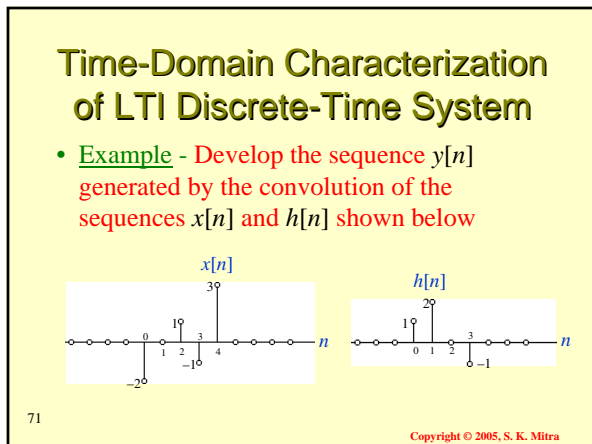 Time-Domain Characterization
of LTI Discrete-Time System
• Example - Develop the sequence y[n]
generated by the convolution of the
sequences x[n] and h[n] shown below
x[n]
3
1
0 1 2 3 4
n
–1
–2
h[n]
2
1
0 1 2 3
n
–1
71
Copyright © 2005, S. K. Mitra